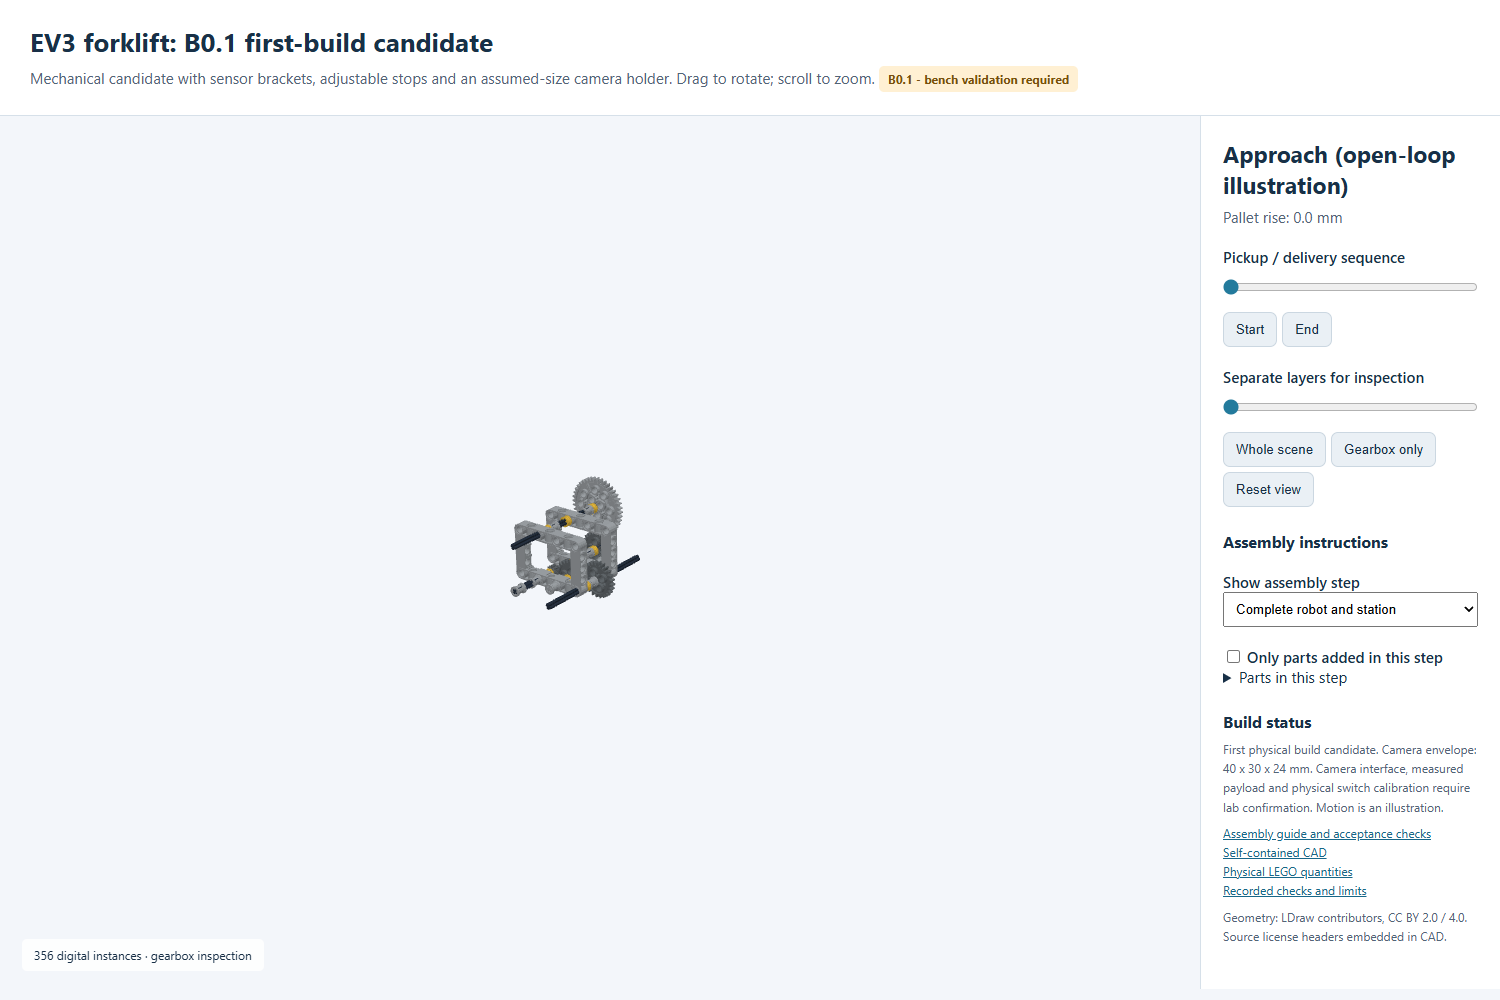 EV3 forklift: B0.1 first-build candidate
Mechanical candidate with sensor brackets, adjustable stops and an assumed-size camera holder. Drag to rotate; scroll to zoom. B0.1 - bench validation required
Approach (open-loop
illustration)
Pallet rise: 0.0 mm
Pickup / delivery sequence
Start End
Separate layers for inspection
Whole scene Gearbox only
Reset view
Assembly instructions
Show assembly step
Complete robot and station
Only parts added in this step
Parts in this step
Build status
First physical build candidate. Camera envelope:
40 x 30 x 24 mm. Camera interface, measured
payload and physical switch calibration require
lab confirmation. Motion is an illustration.
Assembly guide and acceptance checks
Self-contained CAD
Physical LEGO quantities
Recorded checks and limits
Geometry: LDraw contributors, CC BY 2.0 / 4.0.
Source license headers embedded in CAD.
356 digital instances · gearbox inspection